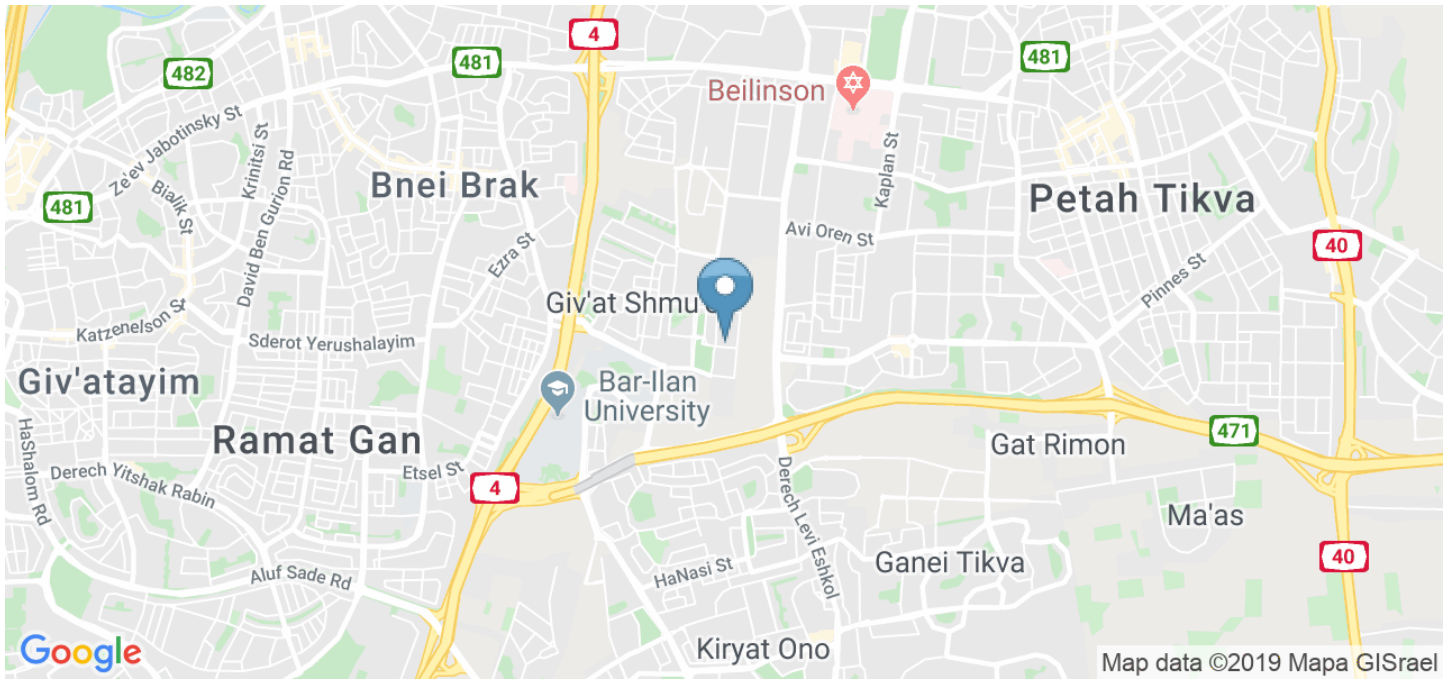 4
481
482
481
Beilinson
Ze'ev Jabotinsky St
Krinitsi St
Kaplan St
Bnei Brak
Bialik St
David Ben Gurion Rd
Petah Tikva
481
Avi Oren St
40
Ezra St
Pinnes St
Giv'at Shmu'e
Katzenelson St
Sderot Yerushalayim
Giv'atayim
Bar-Ilan
University
HaShalom Rd
Ramat Gan
471
Gat Rimon
Derech Yitshak Rabin
Etsel St
4
Derech Levi Eshkol
Ma'as
40
Ganei Tikva
HaNasi St
Aluf Sade Rd
Kiryat Ono
Google
Map data ©2019 Mapa GISrael